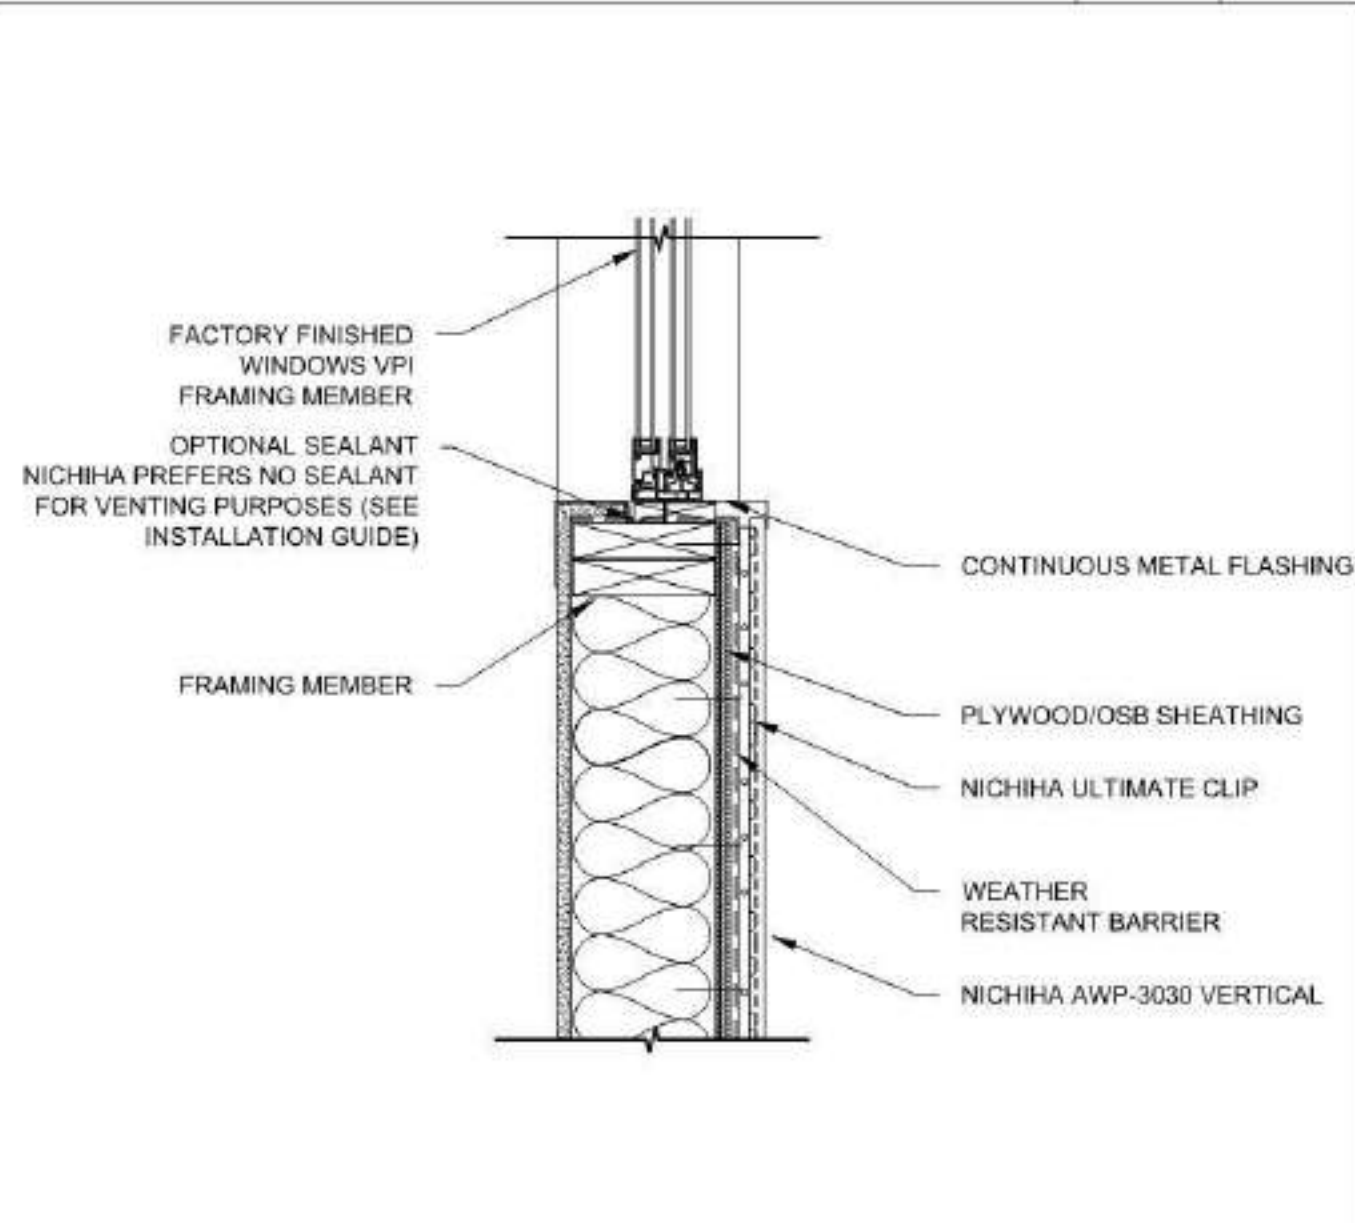 FACTORY FINISHED
WINDOWS VPI
FRAMING MEMBER
OPTIONAL SEALANT
NICHIHA PREFERS NO SEALANT
FOR VENTING PURPOSES (SEE
INSTALLATION GUIDE)
FRAMING MEMBER
CONTINUOUS METAL FLASHING
PLYWOOD/OSB SHEATHING
NICHIHA ULTIMATE CLIP
WEATHER
RESISTANT BARRIER
NICHIHA AWP-3030 VERTICAL